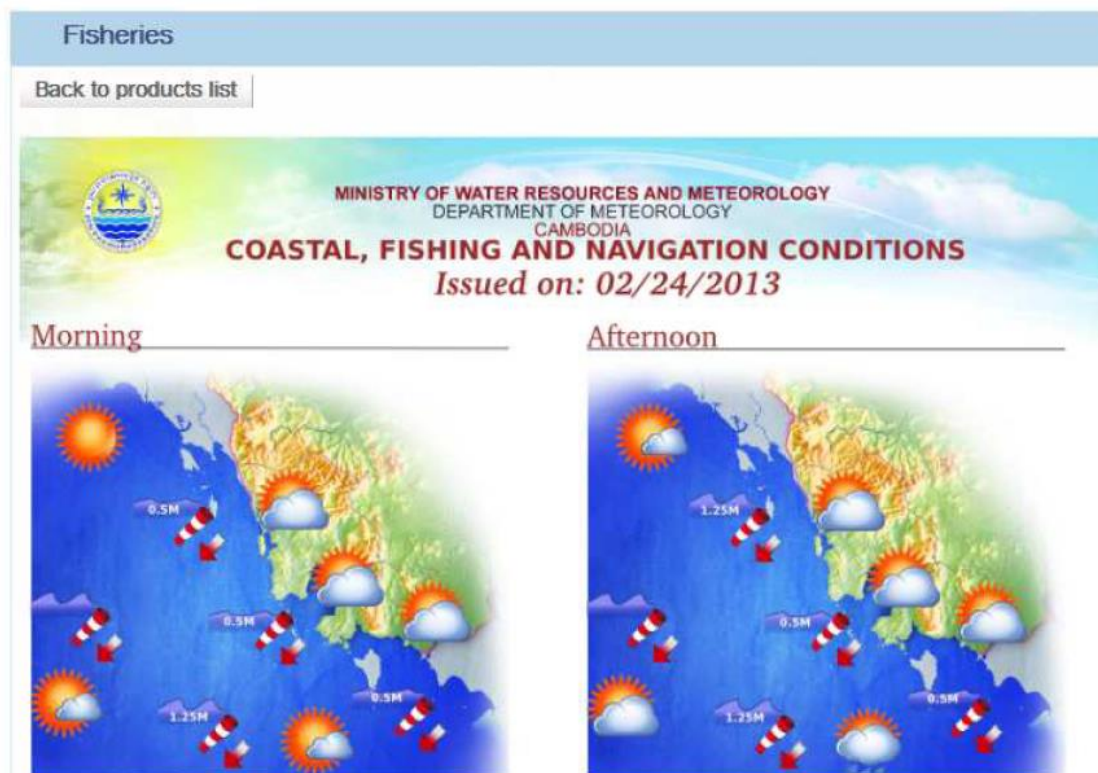 Fisheries
Back to products list
MINISTRY OF WATER RESOURCES AND METEOROLOGY
DEPARTMENT OF METEOROLOGY
CAMBODIA
COASTAL, FISHING AND NAVIGATION CONDITIONS
Issued on: 02/24/2013
Morning
Afternoon
0.5M
1.25M
0.5M
0.5M
0.5M
0.5M
1.25M
1.25M